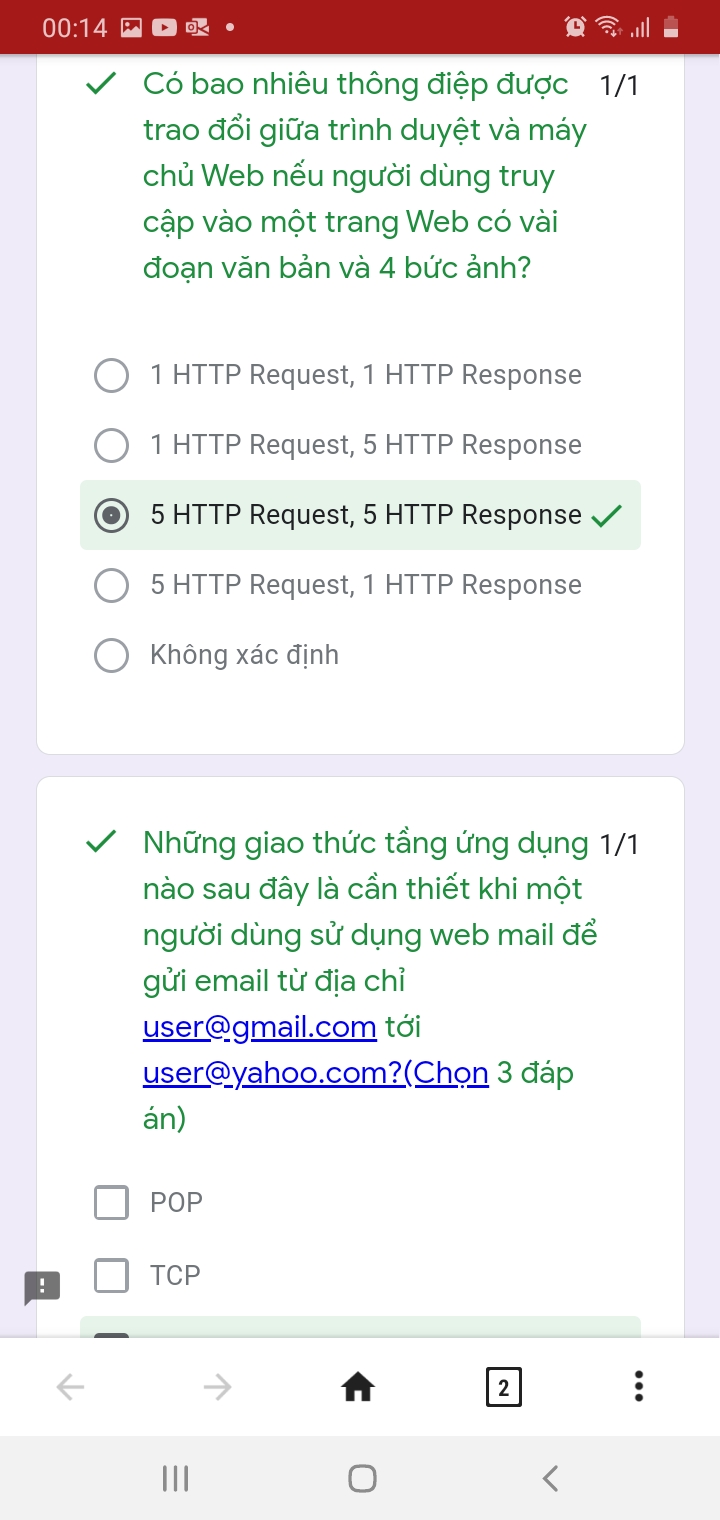 00:14
Có bao nhiêu thông điệp được 1/1
trao đổi giữa trình duyệt và máy
chủ Web nếu người dùng truy
cập vào một trang Web có vài
đoạn văn bản và 4 bức ảnh?
1 HTTP Request, 1 HTTP Response
1 HTTP Request, 5 HTTP Response
5 HTTP Request, 5 HTTP Response
5 HTTP Request, 1 HTTP Response
Không xác định
Những giao thức tầng ứng dụng 1/1
nào sau đây là cần thiết khi một
người dùng sử dụng web mail để
gửi email từ địa chỉ
user@gmail.com tới
user@yahoo.com?(Chọn 3 đáp
án)
POP
TCP
2